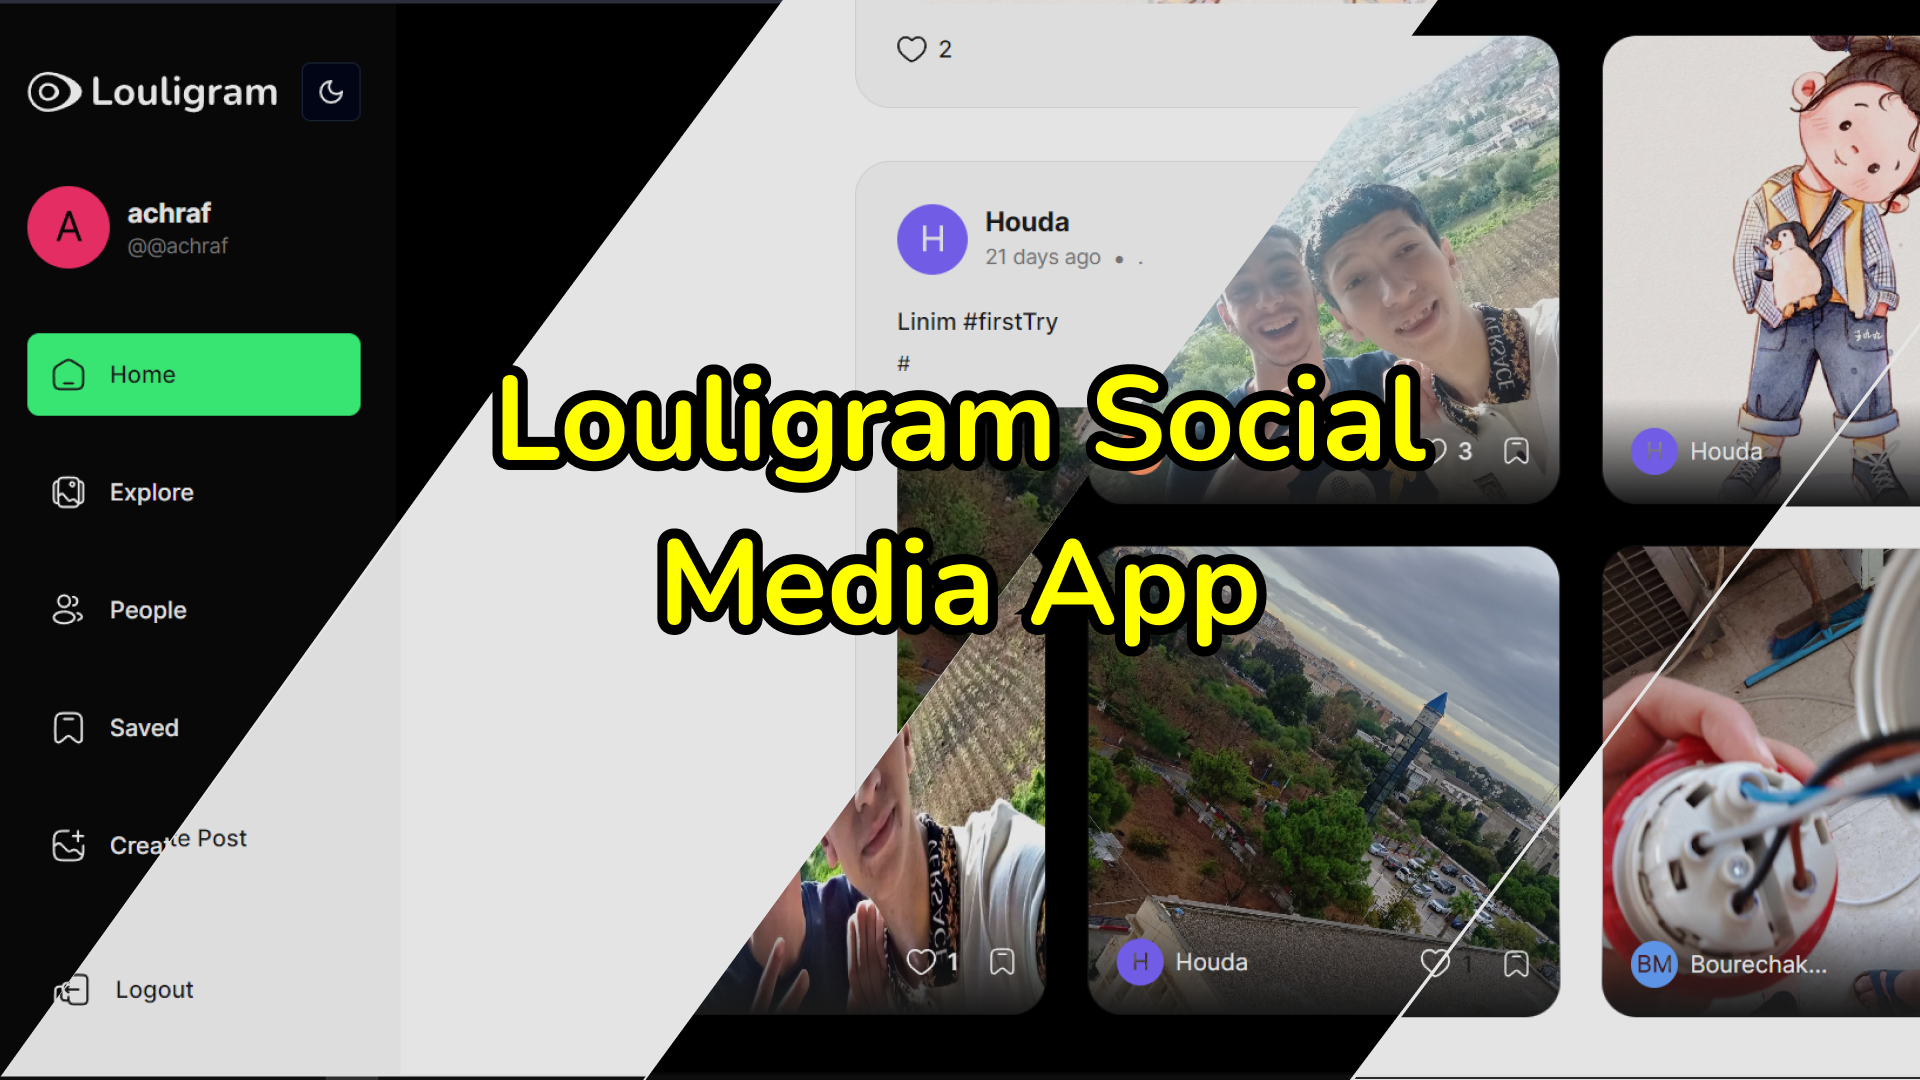 Louligram
A
achraf
@@achraf
Home
Explore
People
Saved
Create Post
Logout
2
H
Houda
21 days ago • .
Linim #firstTry
#
Louligram Social
Media App
3
H
Houda
1
H
Houda
1
BM
Bourechak...